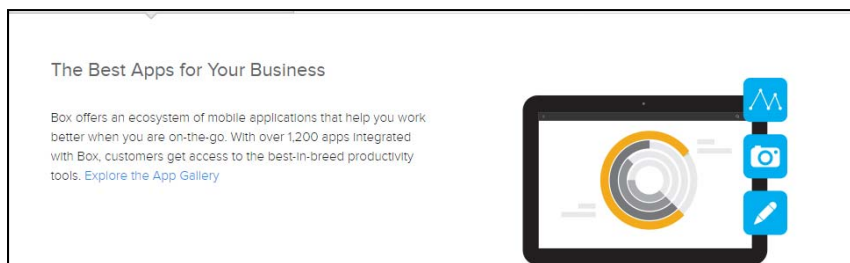 The Best Apps for Your Business
Box offers an ecosystem of mobile applications that help you work
better when you are on-the-go. With over 1,200 apps integrated
with Box, customers get access to the best-in-breed productivity
tools. Explore the App Gallery